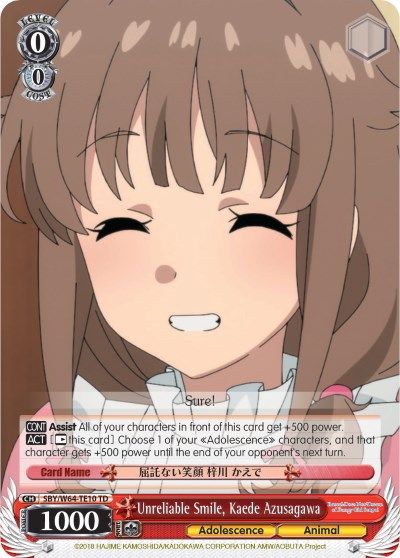 LEVEL
0
0
COST
Sure!
CONT Assist All of your characters in front of this card get +500 power.
ACT [this card] Choose 1 of your «Adolescence» characters, and that
character gets +500 power until the end of your opponent's next turn.
Card Name 屈託ない笑顔 梓川 かえで
SBY/W64-TE10 TD
1000
Unreliable Smile, Kaede Azusagawa
Adolescence Animal
©2018 HAJIME KAMOSHIDA/KADOKAWA CORPORATION AMW/AOBUTA Project